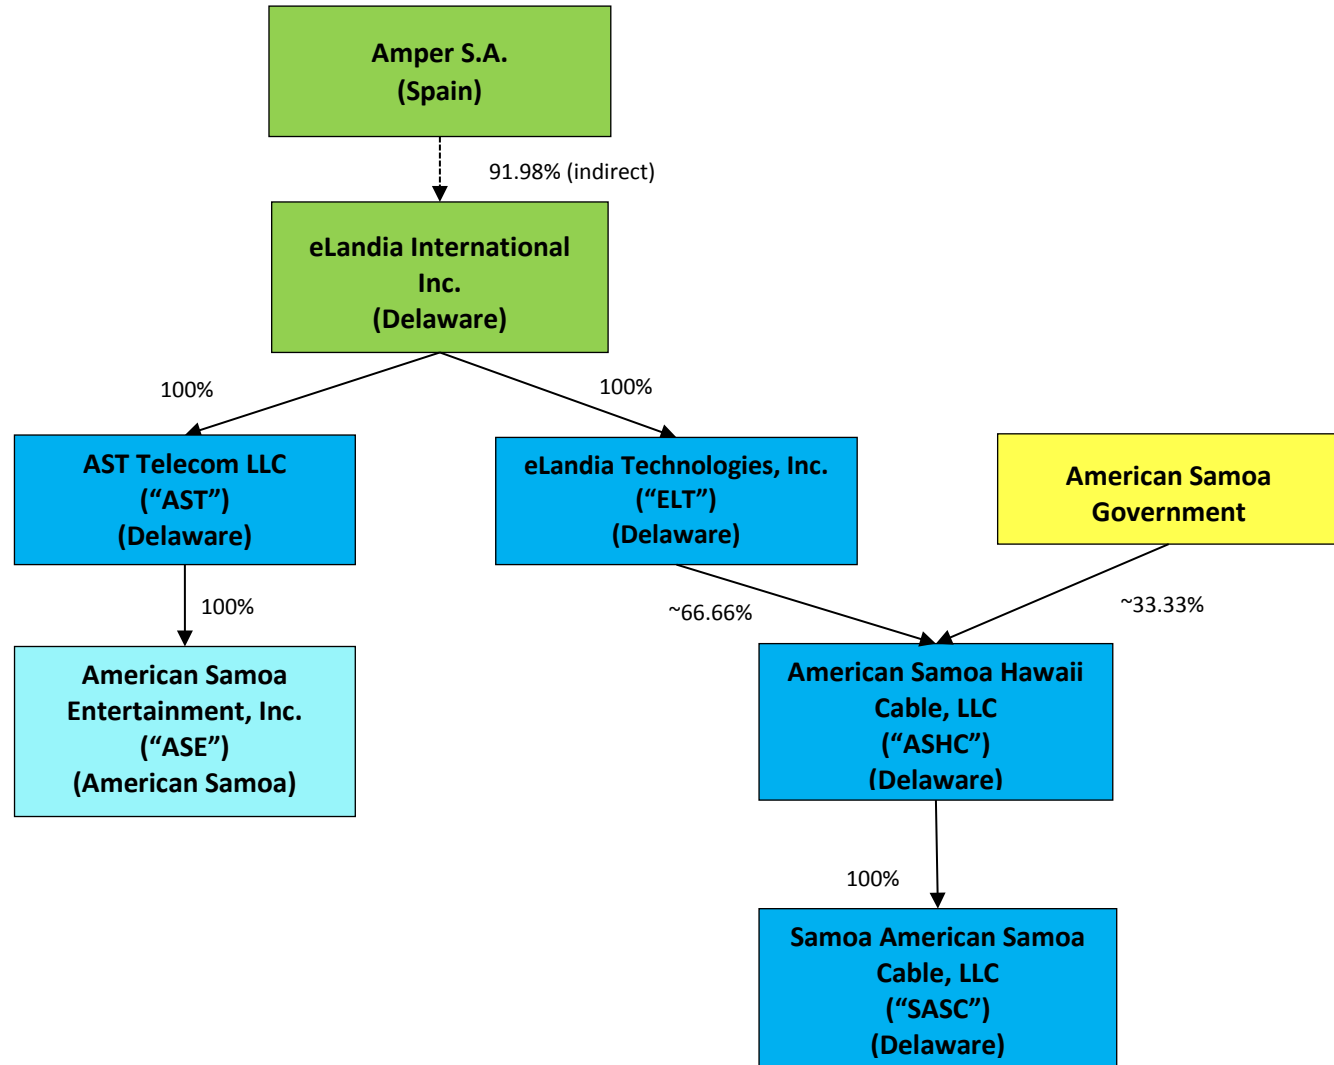 Amper S.A.
(Spain)
91.98% (indirect)
eLandia International
Inc.
(Delaware)
100%
100%
AST Telecom LLC
(“AST”)
(Delaware)
eLandia Technologies, Inc.
(“ELT”)
(Delaware)
American Samoa
Government
100%
~66.66%
~33.33%
American Samoa
Entertainment, Inc.
(“ASE”)
(American Samoa)
American Samoa Hawaii
Cable, LLC
(“ASHC”)
(Delaware)
100%
Samoa American Samoa
Cable, LLC
(“SASC”)
(Delaware)